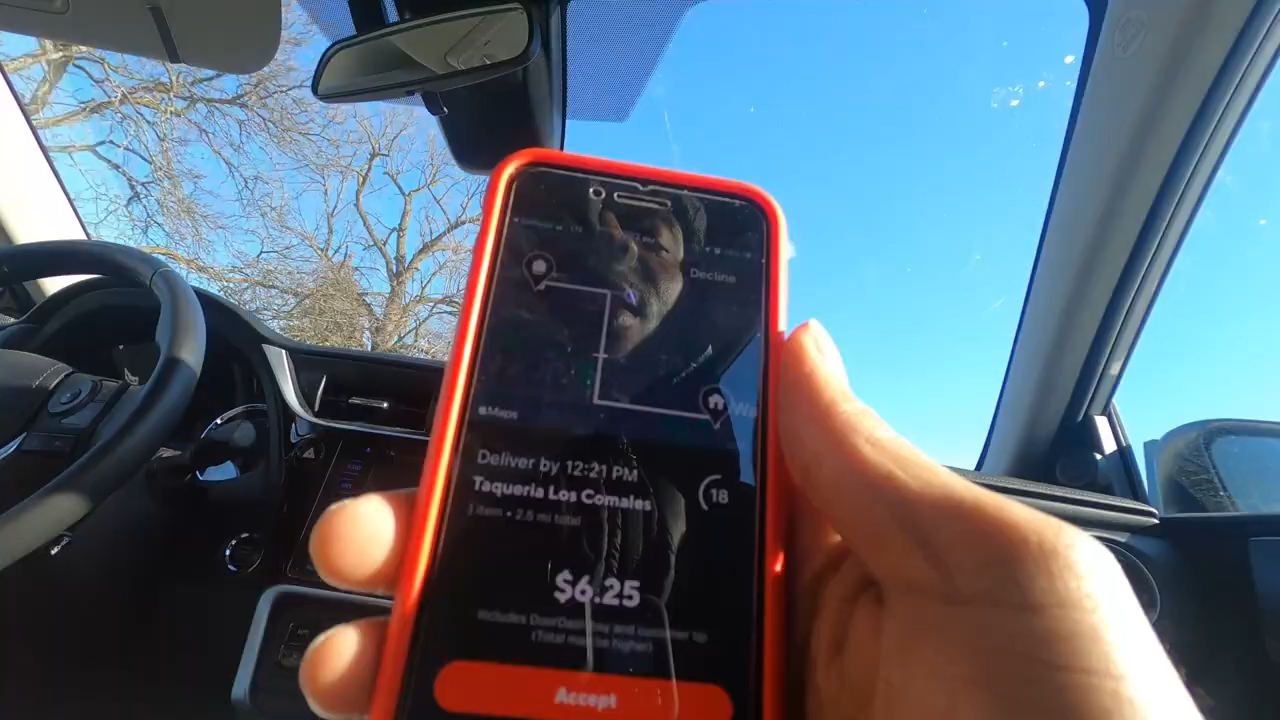 Decline
Maps
Deliver by 12:21 PM
Taqueria Los Comales
18
1 item • 2.6 mi total
$6.25
Includes DoorDash pay and customer tip
(Total may be higher)
Accept